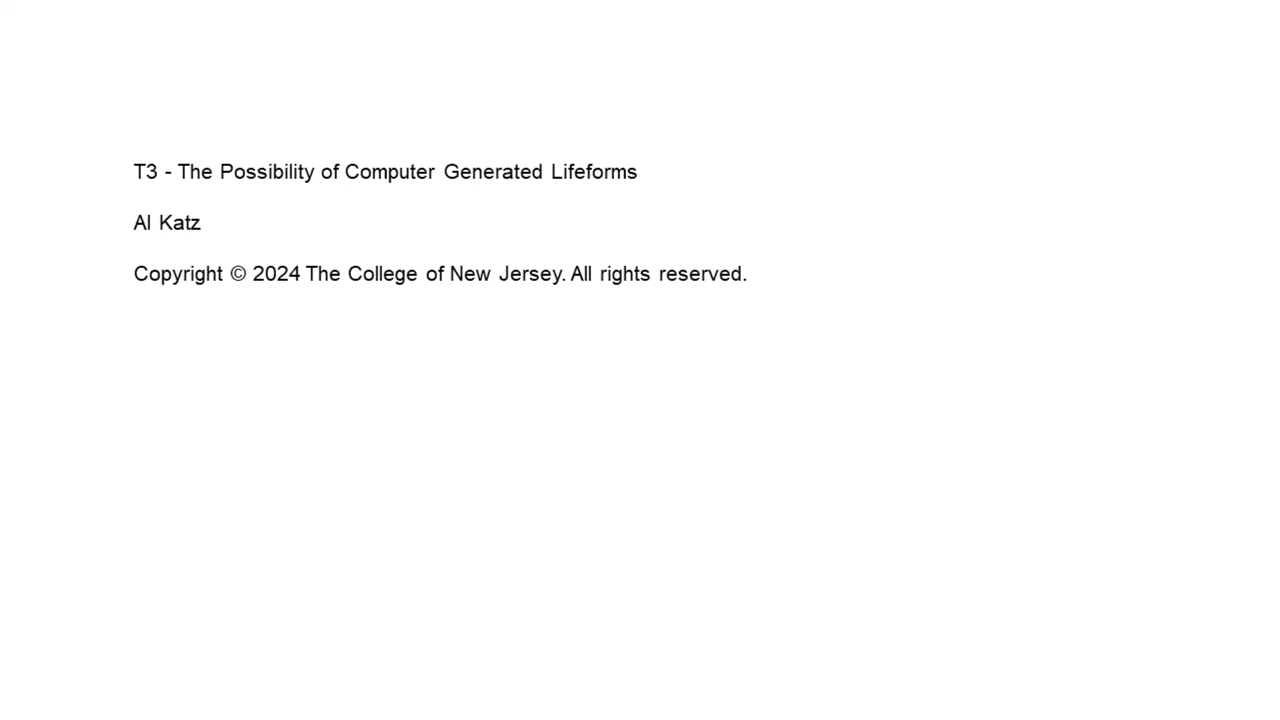 T3 - The Possibility of Computer Generated Lifeforms
Al Katz
Copyright © 2024 The College of New Jersey. All rights reserved.